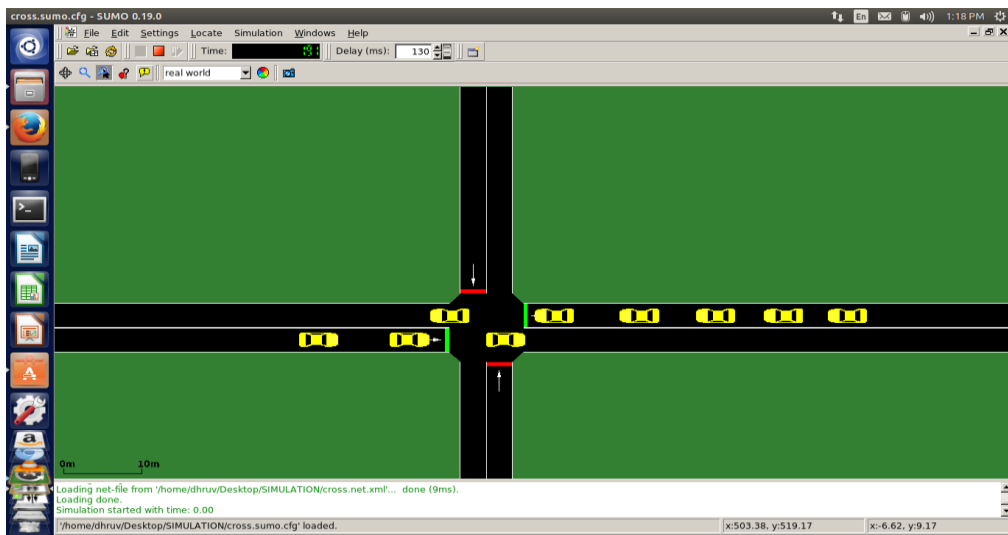 cross.sumo.cfg - SUMO 0.19.0
En
1:18 PM
File Edit Settings Locate Simulation Windows Help
Time: 191 Delay (ms): 130
real world
>_
A
a
0m 10m
Loading net-file from '/home/dhruv/Desktop/SIMULATION/cross.net.xml'... done (9ms).
Loading done.
Simulation started with time: 0.00
'/home/dhruv/Desktop/SIMULATION/cross.sumo.cfg' loaded. x:503.38, y:519.17 x:-6.62, y:9.17